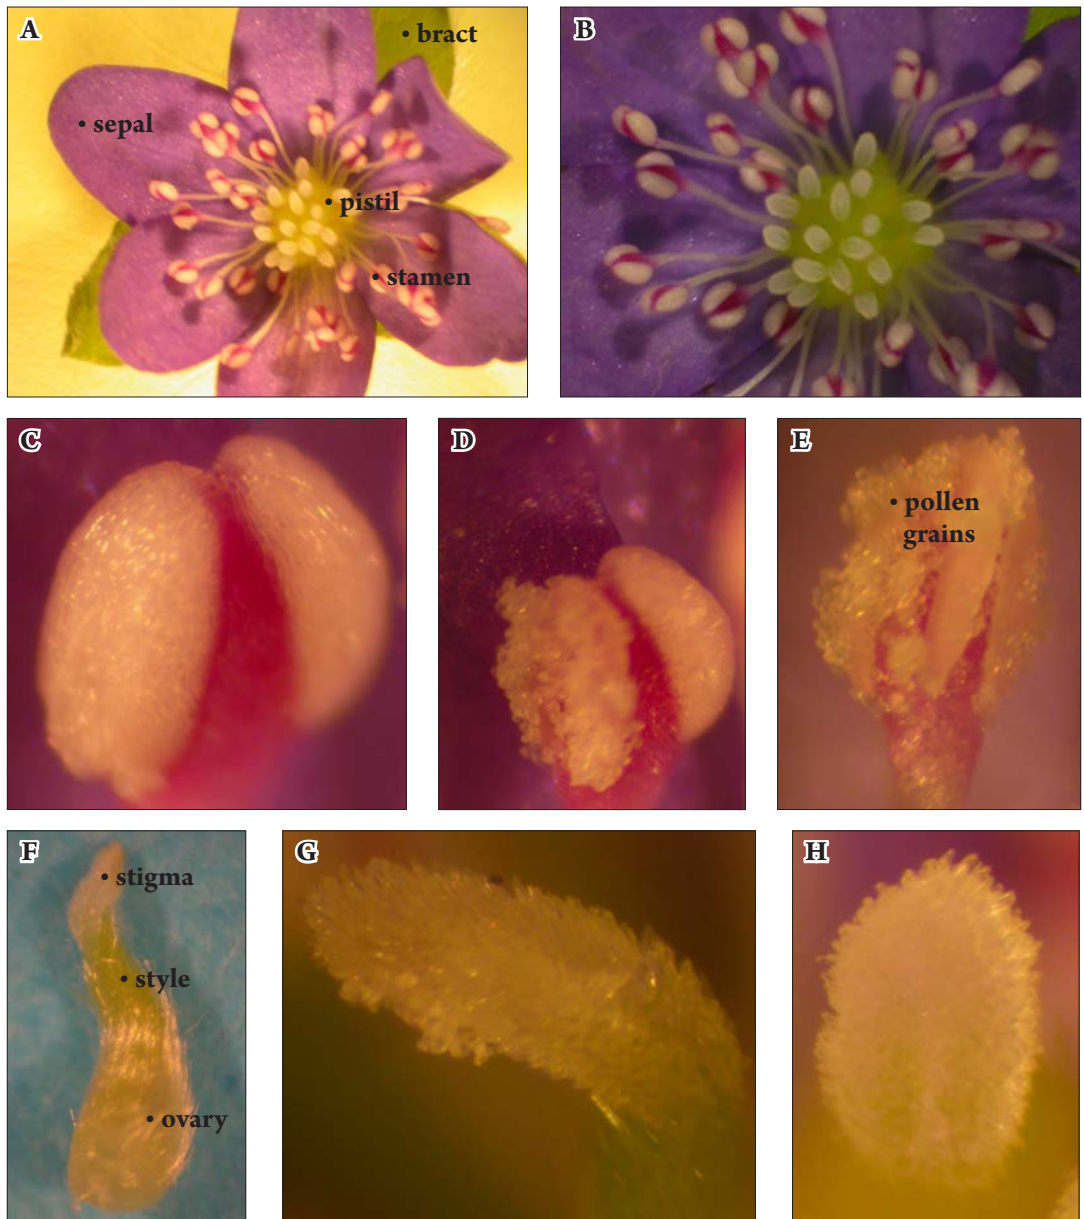 A
bract
sepal
pistil
stamen
B
C
D
E
pollen
grains
F
stigma
style
ovary
G
H